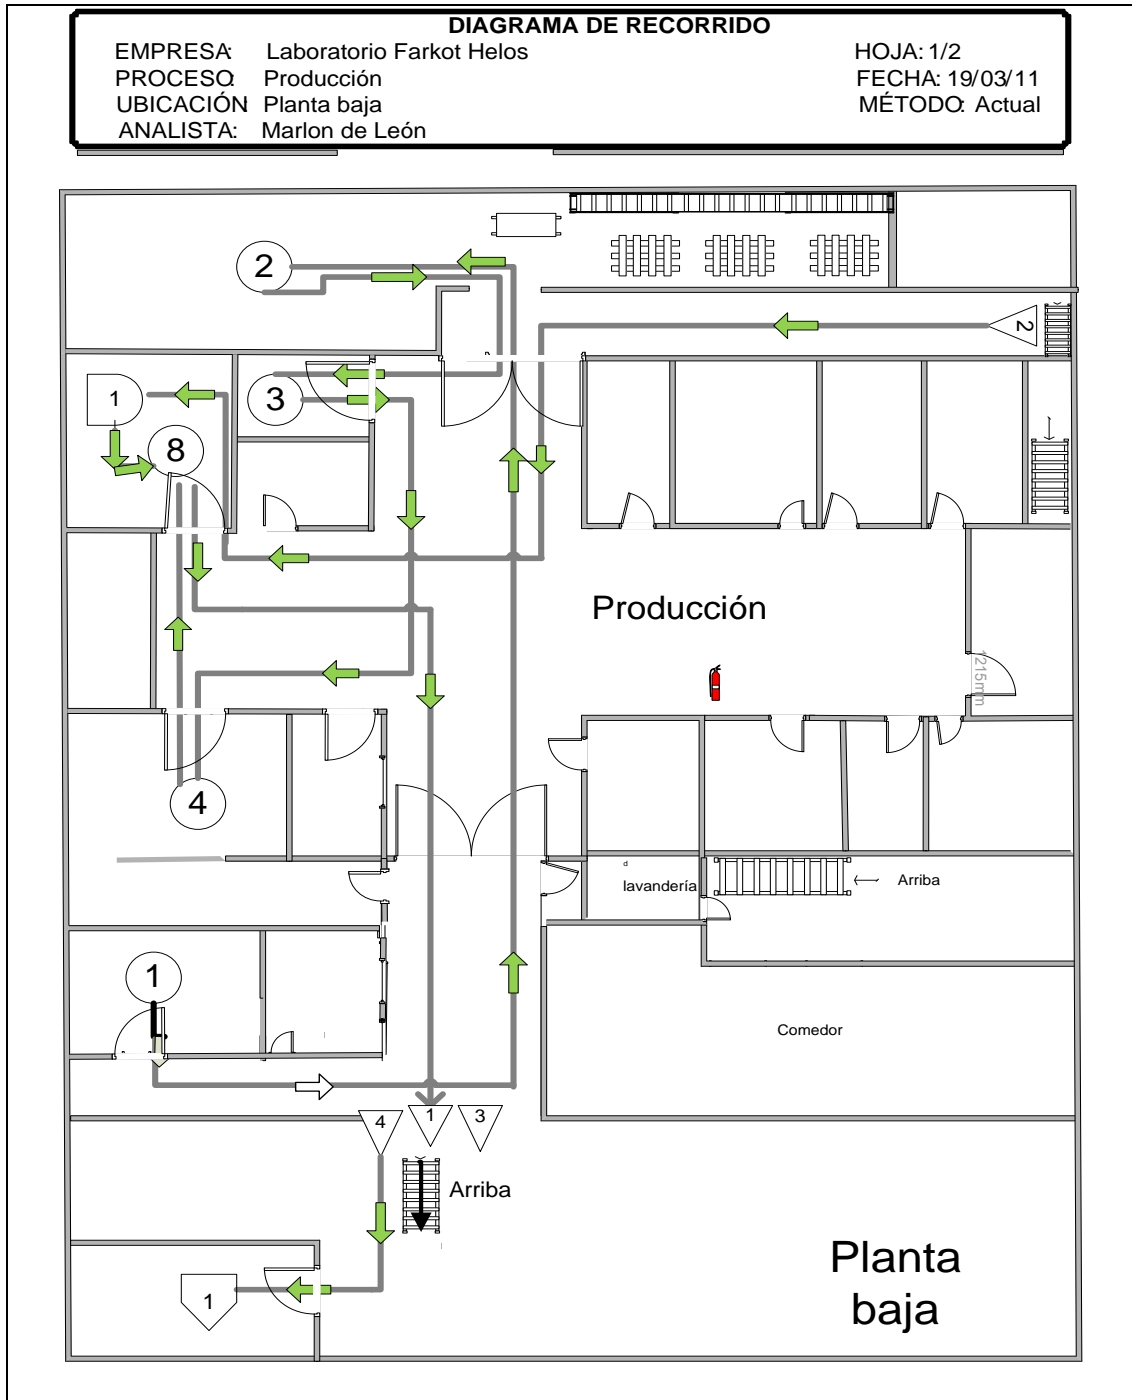 DIAGRAMA DE RECORRIDO
EMPRESA: Laboratorio Farkot Helos HOJA: 1/2
PROCESO: Producción FECHA: 19/03/11
UBICACIÓN: Planta baja MÉTODO: Actual
ANALISTA: Marlon de León
2
2
3
1
8
Producción
1215mm
4
d
lavandería
Arriba
1
Comedor
4
1
3
Arriba
Planta
baja
1